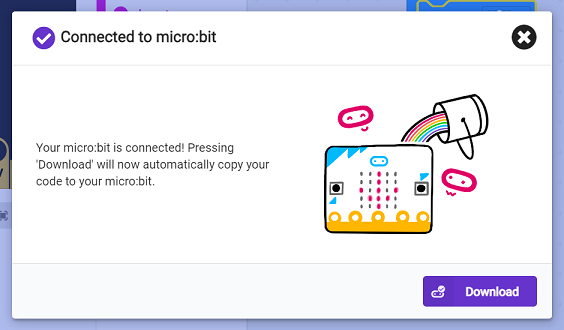 Connected to micro:bit
Your micro:bit is connected! Pressing
'Download' will now automatically copy your
code to your micro:bit.
Download